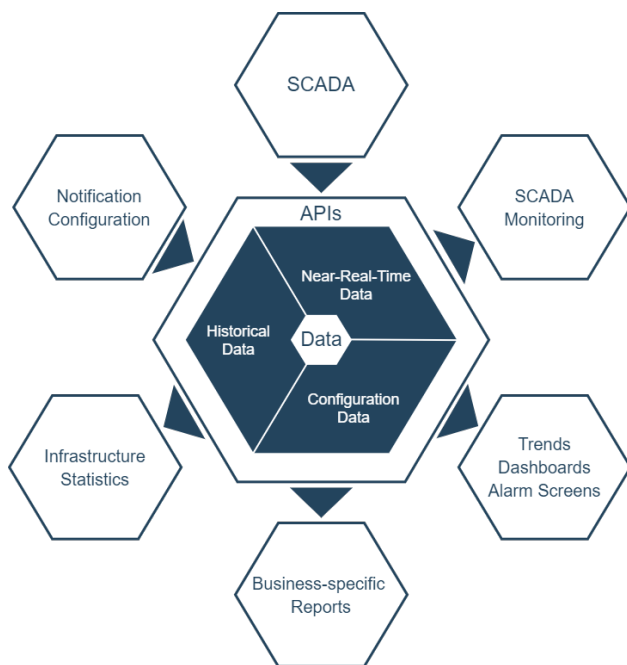 SCADA
Notification
Configuration
SCADA
Monitoring
APIs
Near-Real-Time
Data
Historical
Data
Data
Configuration
Data
Infrastructure
Statistics
Trends
Dashboards
Alarm Screens
Business-specific
Reports